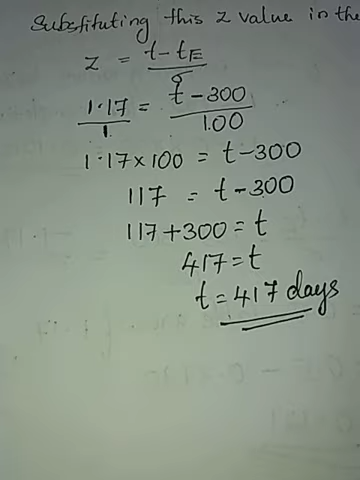 Substituting this z value in the
z = t - tE / σ
1.17 / 1 = t - 300 / 100
1.17 x 100 = t - 300
117 = t - 300
117 + 300 = t
417 = t
t = 417 days